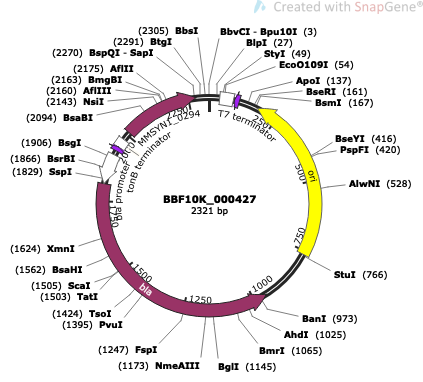 Created with SnapGene®
(2305) BbsI
(2291) BtgI
(2270) BspQI - SapI
(2175) AflII
(2163) BmgBI
(2160) AflIII
(2143) NsiI
(2094) BsaBI
(1906) BsgI
(1866) BsrBI
(1829) SspI
(1624) XmnI
(1562) BsaHI
(1505) ScaI
(1503) TatI
(1424) TsoI
(1395) PvuI
(1247) FspI
(1173) NmeAIII
BbvCI - Bpu10I (3)
BlpI (27)
StyI (49)
EcoO109I (54)
ApoI (137)
BseRI (161)
BsmI (167)
BseYI (416)
PspFI (420)
AlwNI (528)
StuI (766)
BanI (973)
AhdI (1025)
BmrI (1065)
BglI (1145)
T7 terminator
MMSYN1_0294
tonB terminator
bla promoter
bla
ori
250
500
750
1000
1250
1500
1750
2000
2250
BBF10K_000427
2321 bp